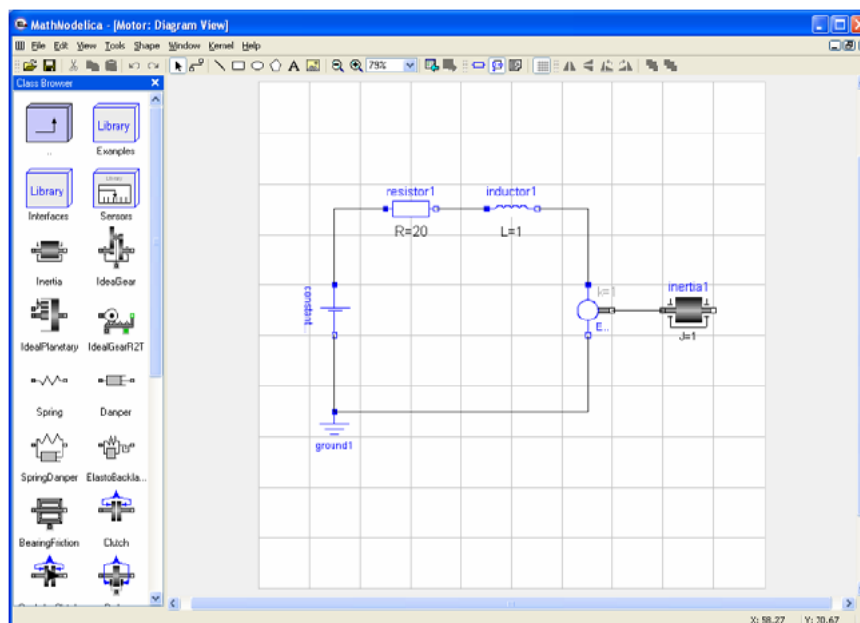 MathModelica - [Motor: Diagram View]
File Edit View Tools Shape Window Kernel Help
79%
Class Browser
..
Library
Examples
Library
Interfaces
Sensors
Inertia
IdealGear
IdealPlanetary
IdealGearR2T
Spring
Damper
SpringDamper
ElastoBackla...
BearingFriction
Clutch
resistor1
R=20
inductor1
L=1
constant...
k=1
E...
inertia1
J=1
ground1
X: 58.27 Y: 70.67